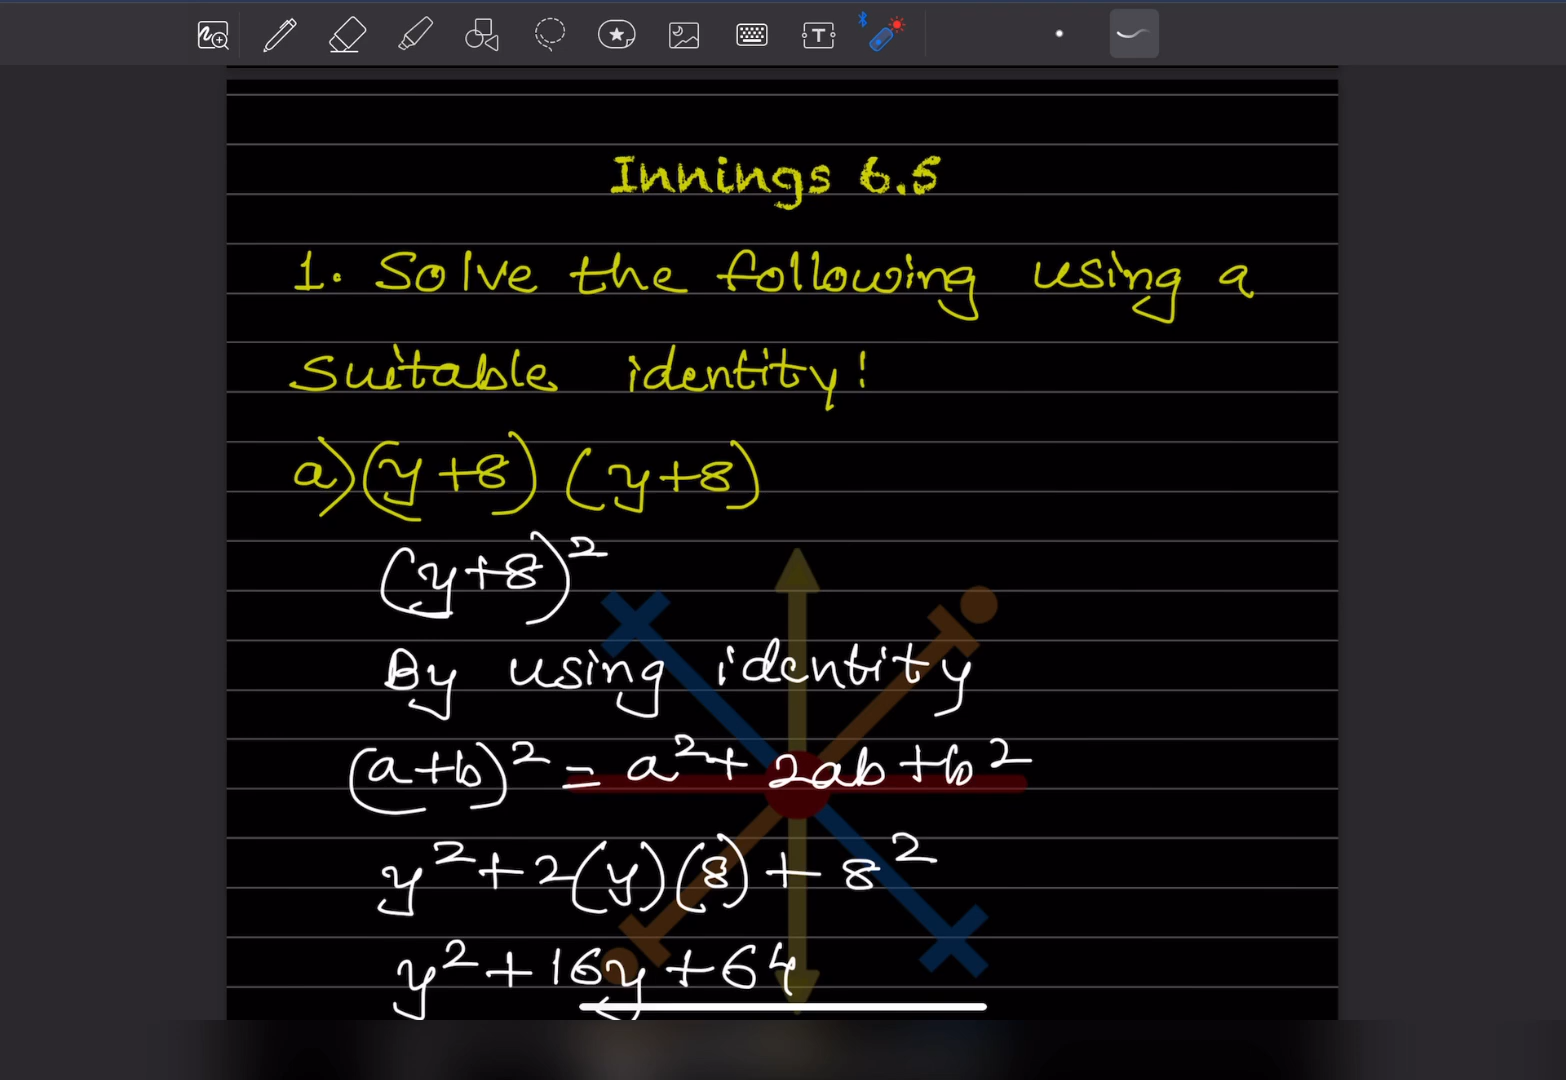 Innings 6.5
1. Solve the following using a
suitable identity!
a) (y+8) (y+8)
(y+8)²
By using identity
(a+b)² = a² + 2ab + b²
y² + 2(y)(8) + 8²
y² + 16y + 64